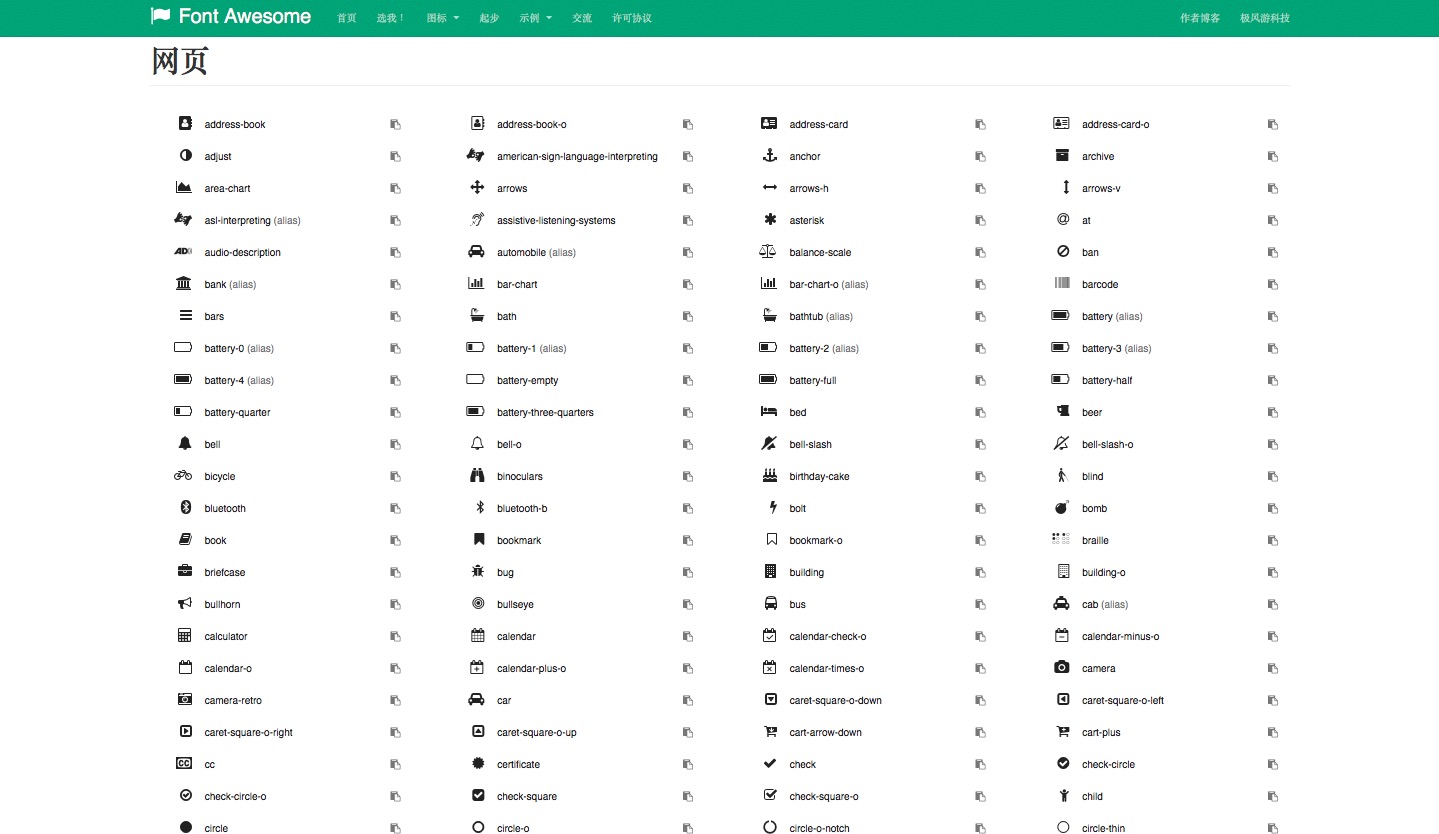 Font Awesome 首页 选我！ 图标 起步 示例 交流 许可协议 作者博客 极风游科技
网页
address-book address-book-o address-card address-card-o
adjust american-sign-language-interpreting anchor archive
area-chart arrows arrows-h arrows-v
asl-interpreting (alias) assistive-listening-systems asterisk at
audio-description automobile (alias) balance-scale ban
bank (alias) bar-chart bar-chart-o (alias) barcode
bars bath bathtub (alias) battery (alias)
battery-0 (alias) battery-1 (alias) battery-2 (alias) battery-3 (alias)
battery-4 (alias) battery-empty battery-full battery-half
battery-quarter battery-three-quarters bed beer
bell bell-o bell-slash bell-slash-o
bicycle binoculars birthday-cake blind
bluetooth bluetooth-b bolt bomb
book bookmark bookmark-o braille
briefcase bug building building-o
bullhorn bullseye bus cab (alias)
calculator calendar calendar-check-o calendar-minus-o
calendar-o calendar-plus-o calendar-times-o camera
camera-retro car caret-square-o-down caret-square-o-left
caret-square-o-right caret-square-o-up cart-arrow-down cart-plus
cc certificate check check-circle
check-circle-o check-square check-square-o child
circle circle-o circle-o-notch circle-thin